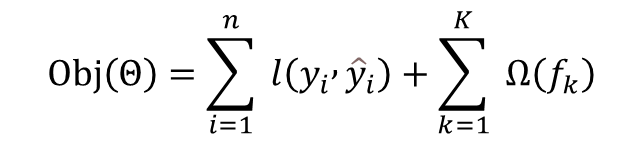 Obj(Θ) = ∑_{i=1}^{n} l(y_i, ŷ_i) + ∑_{k=1}^{K} Ω(f_k)